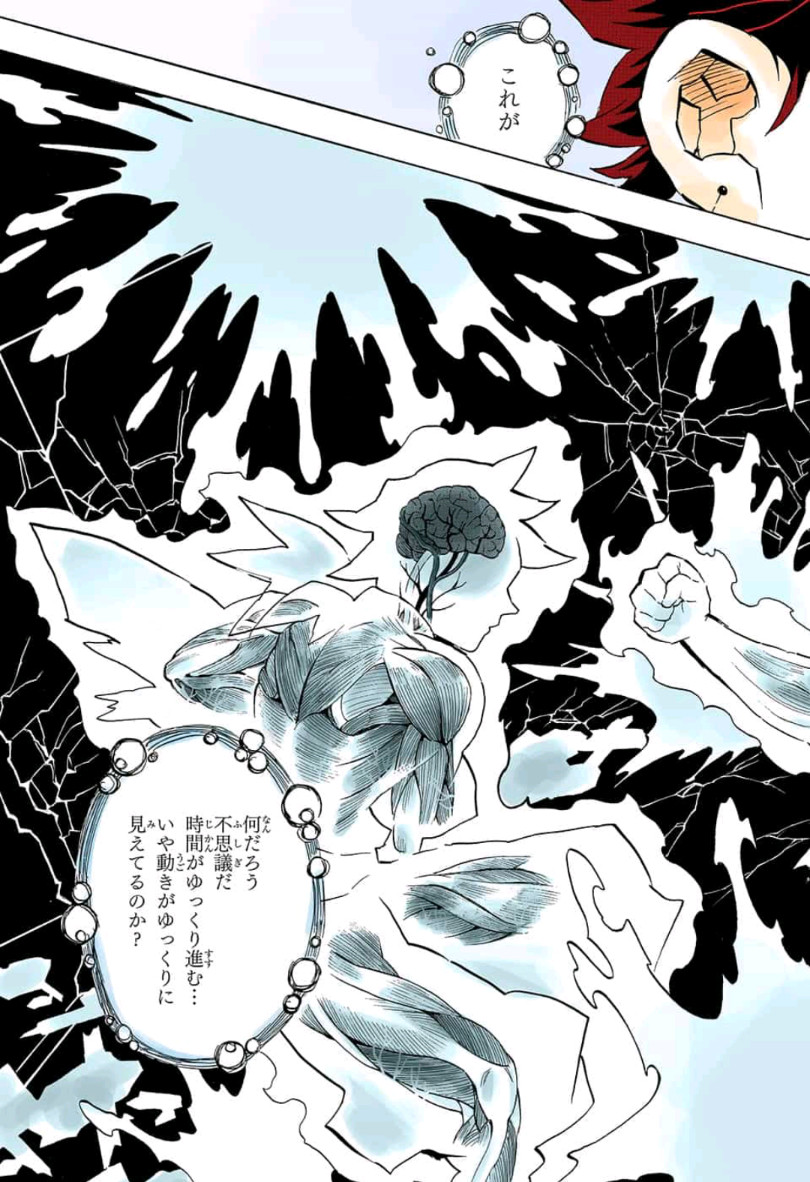 これが
何だろう
不思議だ
時間がゆっくり進む…
いや動きがゆっくりに
見えてるのか?